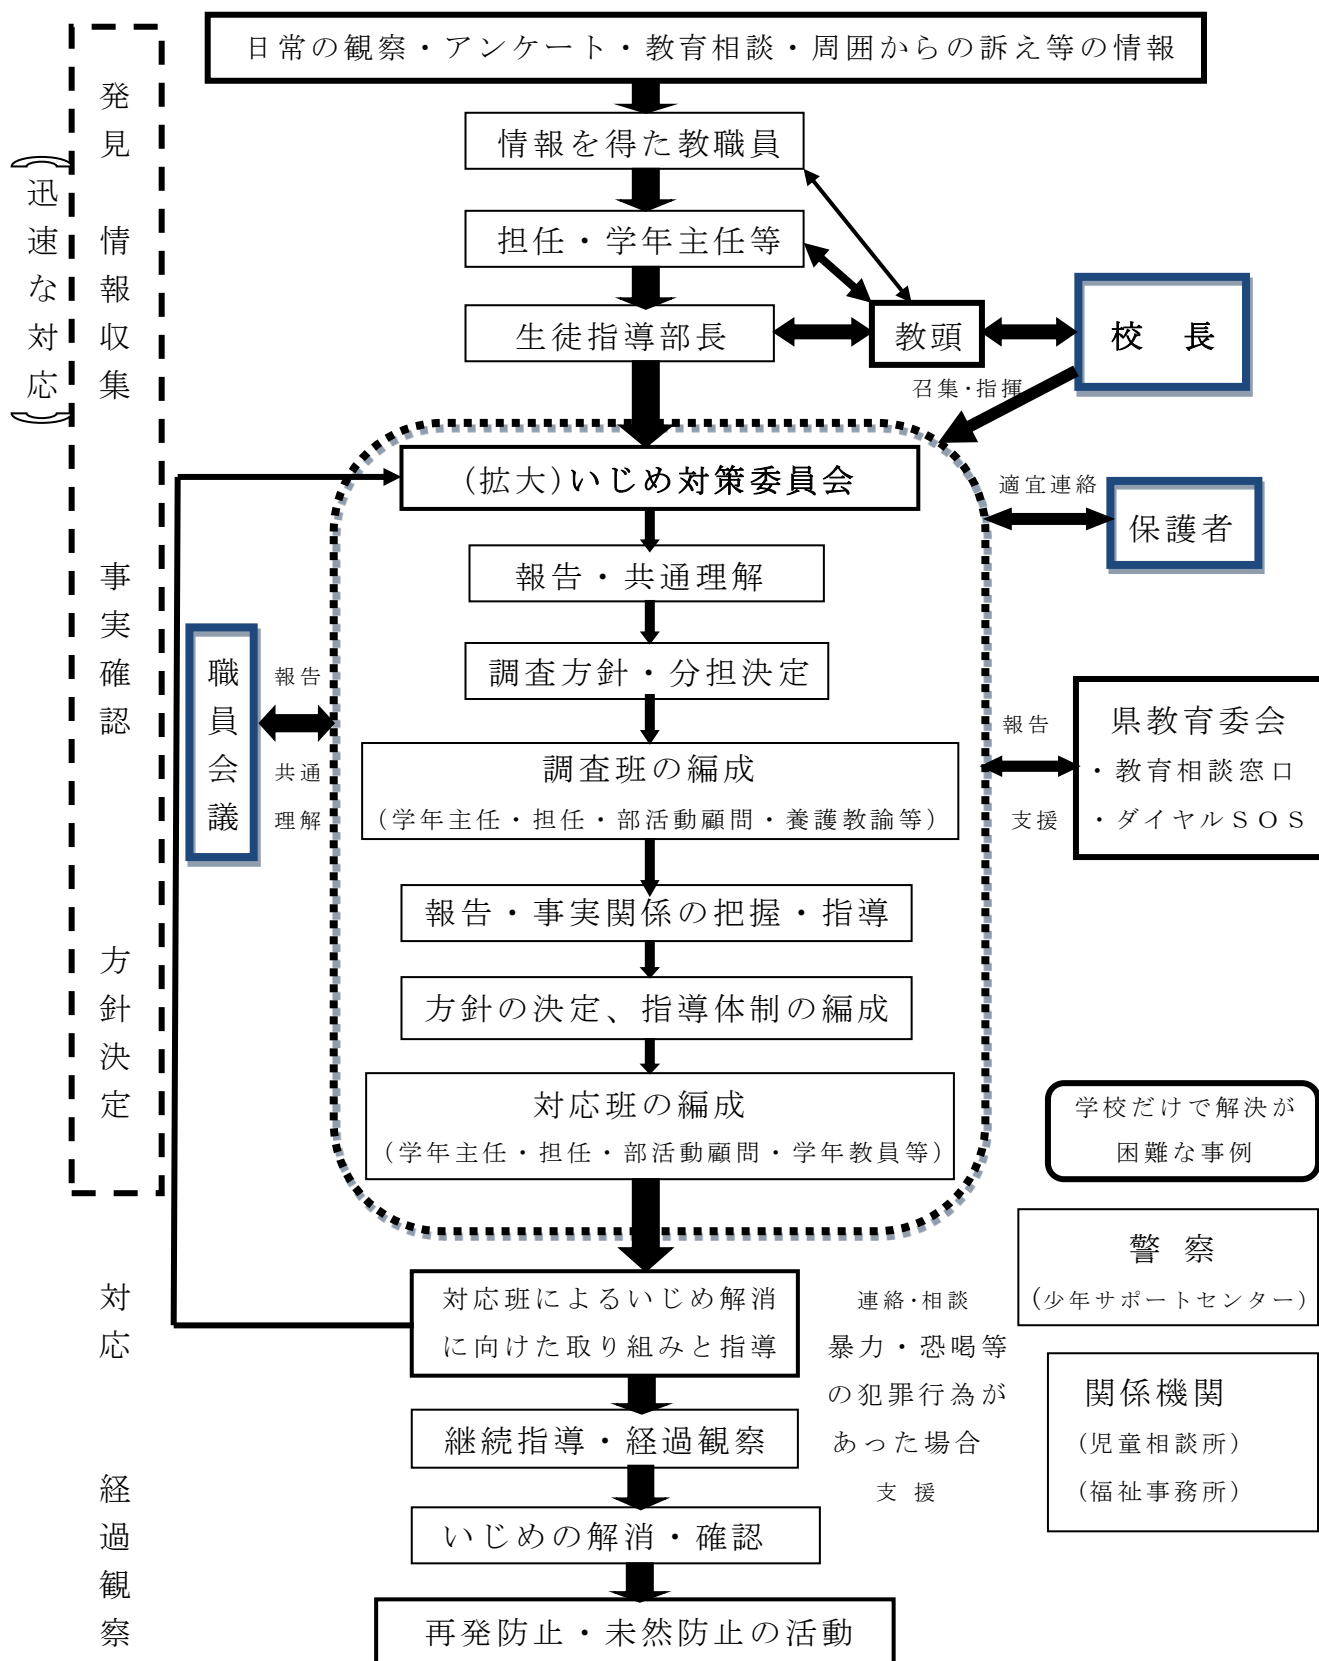 日常の観察・アンケート・教育相談・周囲からの訴え等の情報
発見
情報収集
(迅速な対応)
事実確認
方針決定
対応
経過観察
情報を得た教職員
担任・学年主任等
生徒指導部長
教頭
校　長
召集・指揮
(拡大)いじめ対策委員会
適宜連絡
保護者
報告・共通理解
調査方針・分担決定
職員会議
報告
共通
理解
調査班の編成
(学年主任・担任・部活動顧問・養護教諭等)
報告
支援
県教育委会
・教育相談窓口
・ダイヤルＳＯＳ
報告・事実関係の把握・指導
方針の決定、指導体制の編成
対応班の編成
(学年主任・担任・部活動顧問・学年教員等)
学校だけで解決が
困難な事例
警 察
(少年サポートセンター)
対応班によるいじめ解消
に向けた取り組みと指導
連絡・相談
暴力・恐喝等
の犯罪行為が
あった場合
支 援
関係機関
(児童相談所)
(福祉事務所)
継続指導・経過観察
いじめの解消・確認
再発防止・未然防止の活動